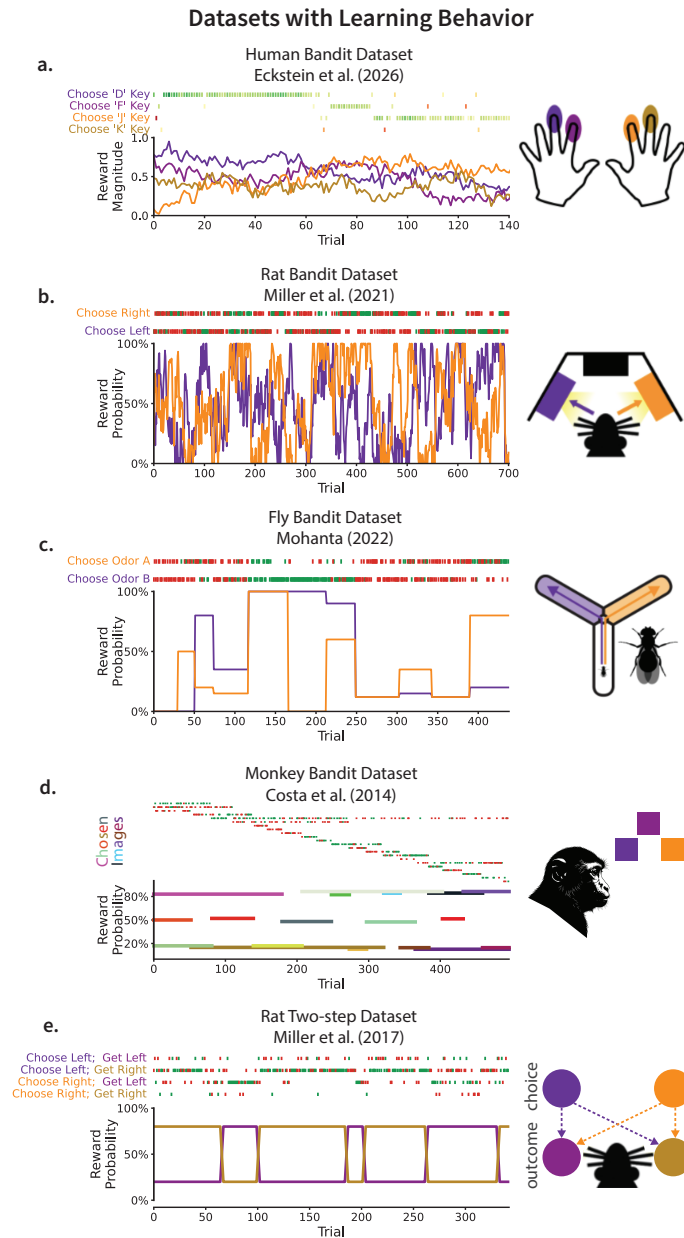 Datasets with Learning Behavior
a.
Human Bandit Dataset
Eckstein et al. (2026)
Choose 'D' Key
Choose 'F' Key
Choose 'J' Key
Choose 'K' Key
Reward
Magnitude
1.0
0.5
0.0
0 20 40 60 80 100 120 140
Trial
b.
Rat Bandit Dataset
Miller et al. (2021)
Choose Right
Choose Left
Reward
Probability
100%
50%
0%
0 100 200 300 400 500 600 700
Trial
c.
Fly Bandit Dataset
Mohanta (2022)
Choose Odor A
Choose Odor B
Reward
Probability
100%
50%
0%
0 50 100 150 200 250 300 350 400
Trial
d.
Monkey Bandit Dataset
Costa et al. (2014)
Chosen
Images
Reward
Probability
80%
50%
20%
0 100 200 300 400
Trial
e.
Rat Two-step Dataset
Miller et al. (2017)
Choose Left; Get Left
Choose Left; Get Right
Choose Right; Get Left
Choose Right; Get Right
Reward
Probability
100%
50%
0%
0 50 100 150 200 250 300
Trial
choice
outcome